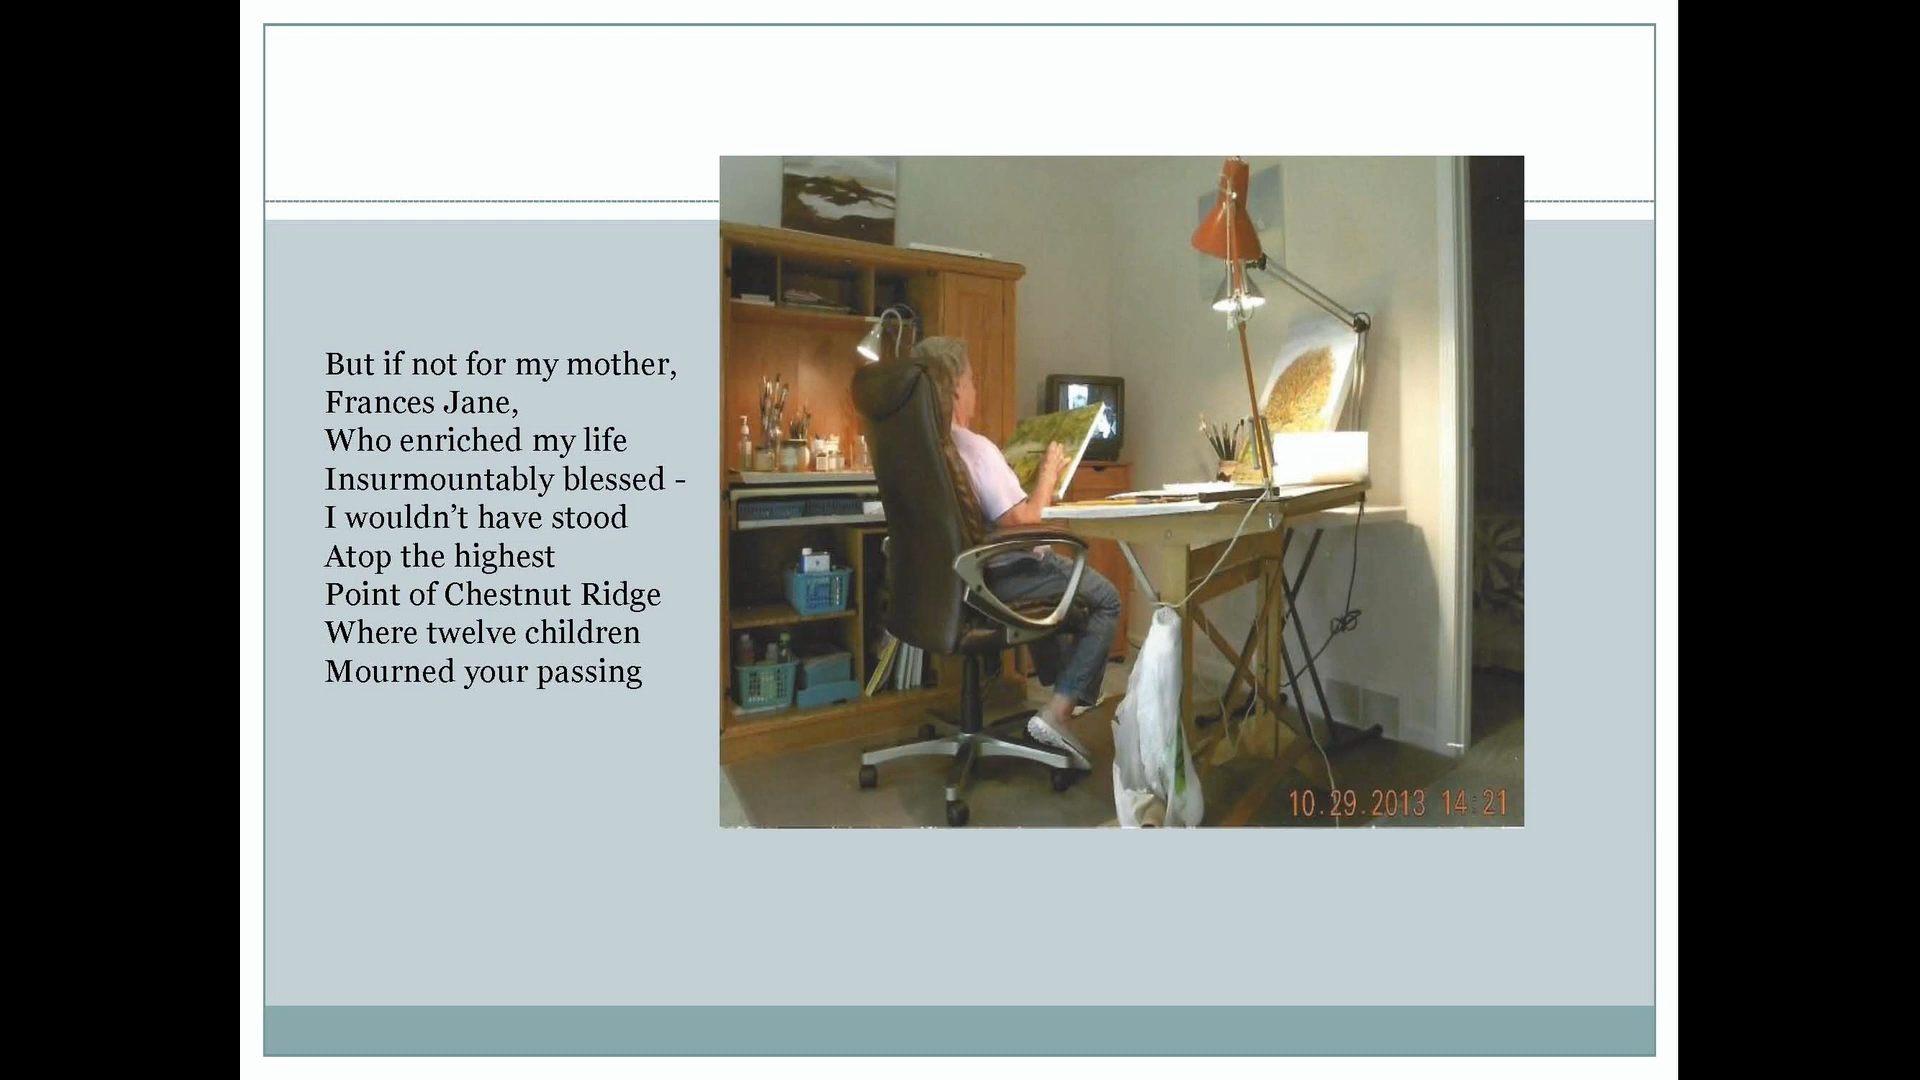 But if not for my mother,
Frances Jane,
Who enriched my life
Insurmountably blessed -
I wouldn't have stood
Atop the highest
Point of Chestnut Ridge
Where twelve children
Mourned your passing
10.29.2013 14:21